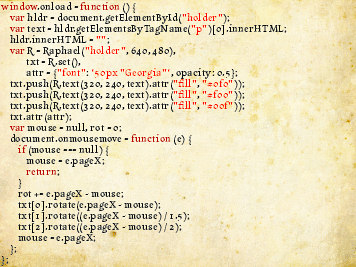 window.onload = function () {
var hldr = document.getElementById("holder");
var text = hldr.getElementsByTagName("p")[0].innerHTML;
hldr.innerHTML = "";
var R = Raphael("holder", 640,480),
txt = R.set(),
attr = {"font": '50px "Georgia"', opacity: 0.5};
txt.push(R.text(320, 240, text).attr("fill", "#0f0"));
txt.push(R.text(320, 240, text).attr("fill", "#f00"));
txt.push(R.text(320, 240, text).attr("fill", "#00f"));
txt.attr (attr);
var mouse = null, rot = 0;
document.onmousemove = function (e) {
if (mouse === null) {
mouse = e.pageX;
return;
}
rot += e.pageX - mouse;
txt[0].rotate(e.pageX - mouse);
txt[1].rotate((e.pageX - mouse) / 1.5);
txt[2].rotate((e.pageX - mouse) / 2);
mouse = e.pageX;
};
};